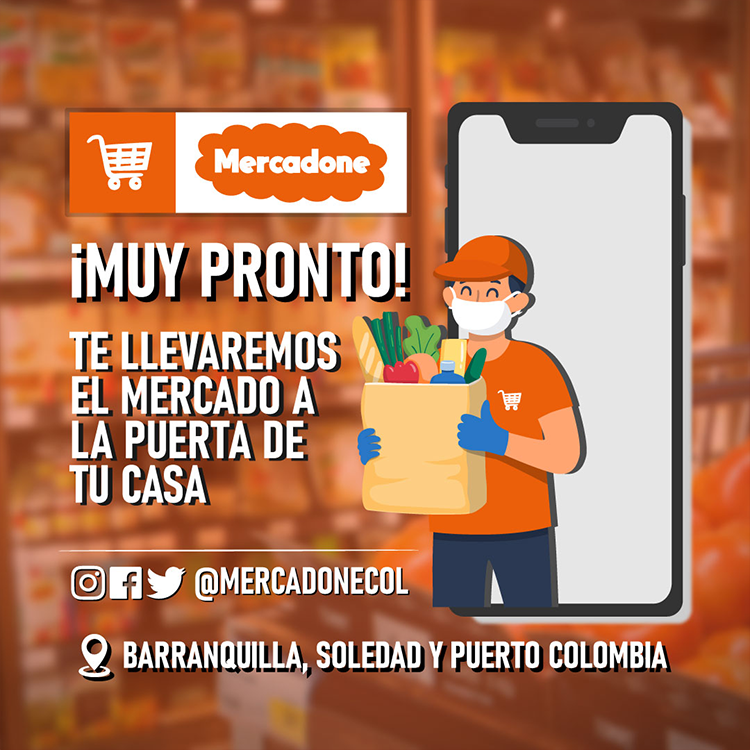 Mercadone
¡MUY PRONTO!
TE LLEVAREMOS
EL MERCADO A
LA PUERTA DE
TU CASA
@MERCADONECOL
BARRANQUILLA, SOLEDAD Y PUERTO COLOMBIA